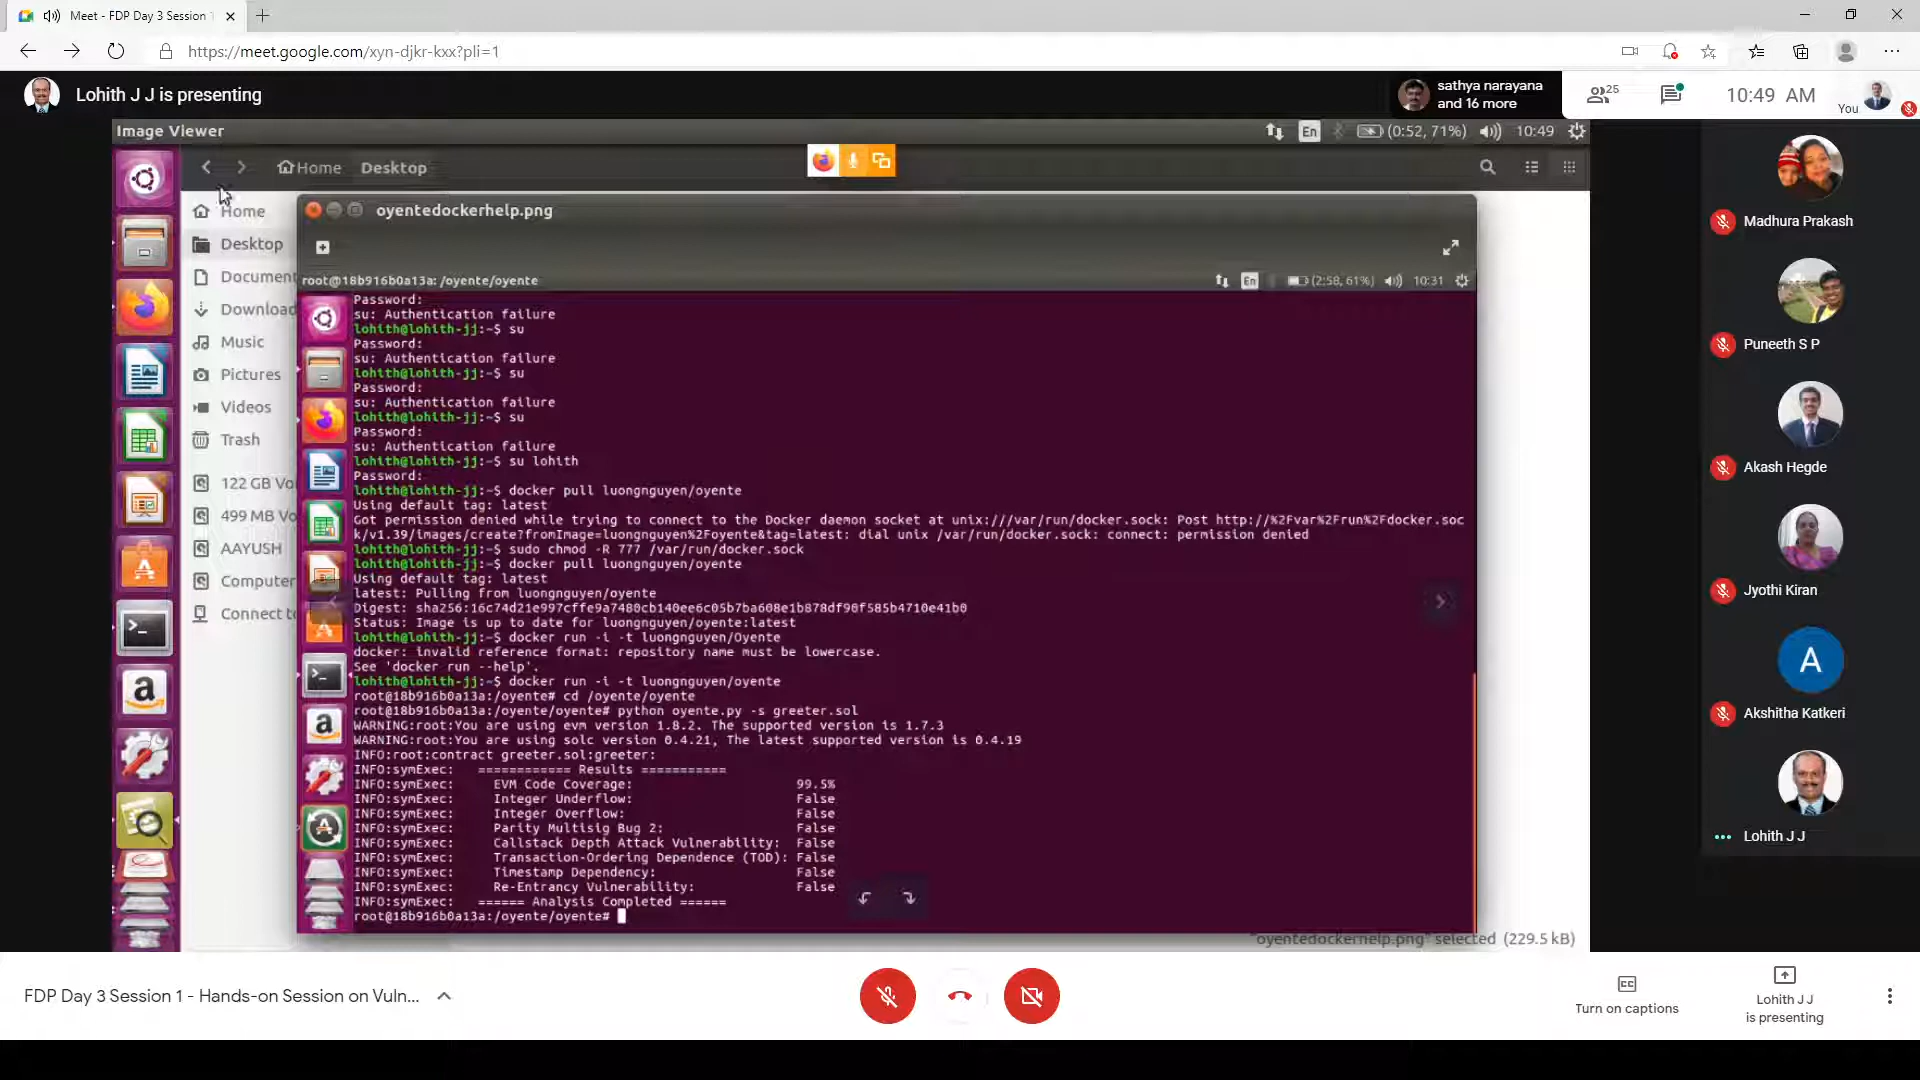 Meet - FDP Day 3 Session 1
https://meet.google.com/xyn-djkr-kxx?pli=1
Lohith J J is presenting
sathya narayana
and 16 more
25
10:49 AM
You
Image Viewer
En
(0:52, 71%)
10:49
Home
Desktop
Home
Desktop
Document
Download
Music
Pictures
Videos
Trash
122 GB Vo
499 MB Vo
AAYUSH
Computer
Connect to
oyentedockerhelp.png
root@18b916b0a13a: /oyente/oyente
En
(2:58, 61%)
10:31
Password:
su: Authentication failure
lohith@lohith-jj:~$ su
Password:
su: Authentication failure
lohith@lohith-jj:~$ su
Password:
su: Authentication failure
lohith@lohith-jj:~$ su
Password:
su: Authentication failure
lohith@lohith-jj:~$ su lohith
Password:
lohith@lohith-jj:~$ docker pull luongnguyen/oyente
Using default tag: latest
Got permission denied while trying to connect to the Docker daemon socket at unix:///var/run/docker.sock: Post http://%2Fvar%2Frun%2Fdocker.soc
k/v1.39/images/create?fromImage=luongnguyen%2Foyente&tag=latest: dial unix /var/run/docker.sock: connect: permission denied
lohith@lohith-jj:~$ sudo chmod -R 777 /var/run/docker.sock
lohith@lohith-jj:~$ docker pull luongnguyen/oyente
Using default tag: latest
latest: Pulling from luongnguyen/oyente
Digest: sha256:16c74d21e997cffe9a7480cb140ee6c05b7ba608e1b878df90f585b4710e41b0
Status: Image is up to date for luongnguyen/oyente:latest
lohith@lohith-jj:~$ docker run -i -t luongnguyen/Oyente
docker: invalid reference format: repository name must be lowercase.
See 'docker run --help'.
lohith@lohith-jj:~$ docker run -i -t luongnguyen/oyente
root@18b916b0a13a:/oyente# cd /oyente/oyente
root@18b916b0a13a:/oyente/oyente# python oyente.py -s greeter.sol
WARNING:root:You are using evm version 1.8.2. The supported version is 1.7.3
WARNING:root:You are using solc version 0.4.21, The latest supported version is 0.4.19
INFO:root:contract greeter.sol:greeter:
INFO:symExec: ============ Results ===========
INFO:symExec: EVM Code Coverage: 99.5%
INFO:symExec: Integer Underflow: False
INFO:symExec: Integer Overflow: False
INFO:symExec: Parity Multisig Bug 2: False
INFO:symExec: Callstack Depth Attack Vulnerability: False
INFO:symExec: Transaction-Ordering Dependence (TOD): False
INFO:symExec: Timestamp Dependency: False
INFO:symExec: Re-Entrancy Vulnerability: False
INFO:symExec: ====== Analysis Completed ======
root@18b916b0a13a:/oyente/oyente#
"oyentedockerhelp.png" selected (229.5 kB)
Madhura Prakash
Puneeth S P
Akash Hegde
Jyothi Kiran
A
Akshitha Katkeri
Lohith J J
FDP Day 3 Session 1 - Hands-on Session on Vuln...
Turn on captions
Lohith J J
is presenting